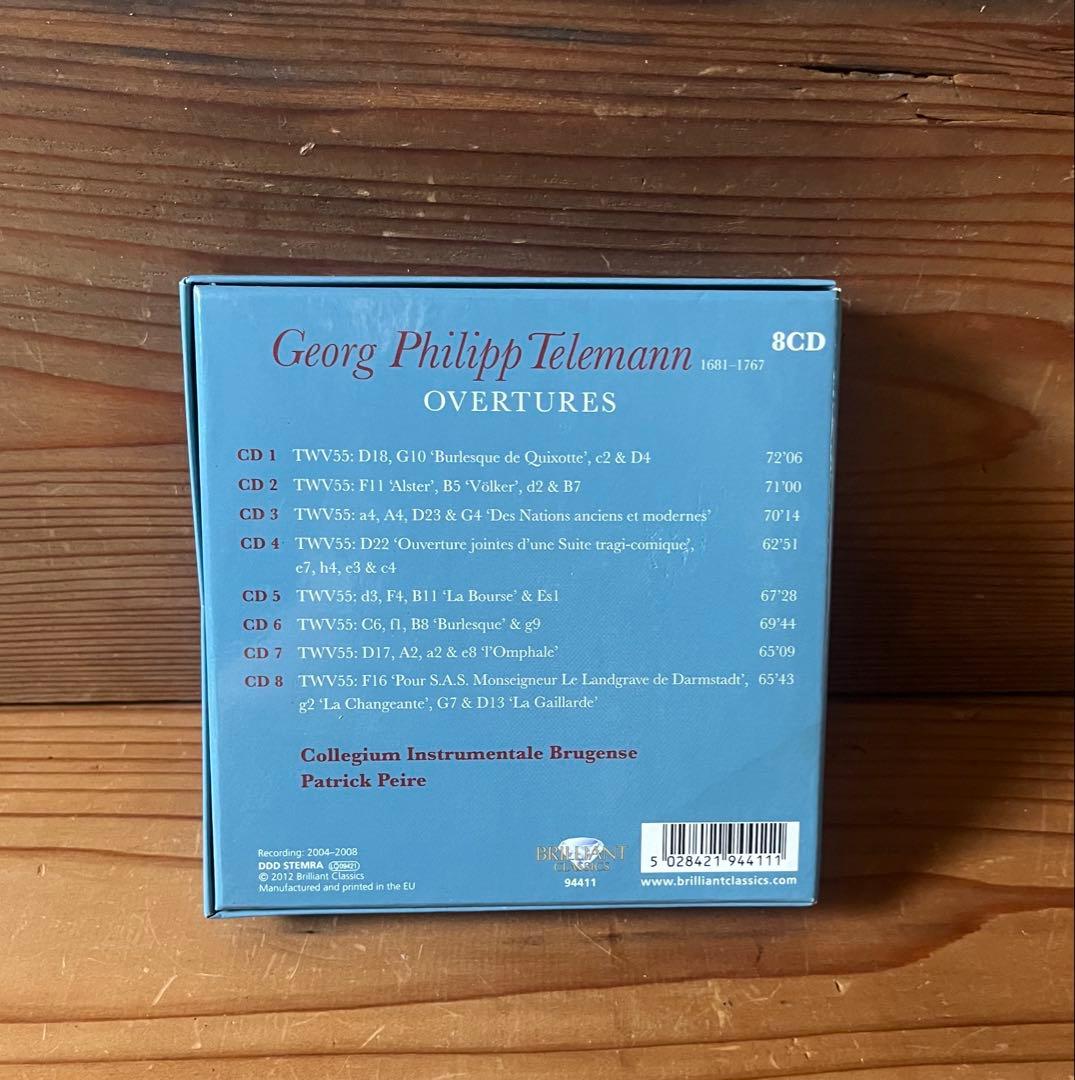 Georg Philipp Telemann 1681–1767
8CD
OVERTURES
CD 1 TWV55: D18, G10 ‘Burlesque de Quixotte’, c2 & D4 72’06
CD 2 TWV55: F11 ‘Alster’, B5 ‘Völker’, d2 & B7 71’00
CD 3 TWV55: a4, A4, D23 & G4 ‘Des Nations anciens et modernes’ 70’14
CD 4 TWV55: D22 ‘Ouverture jointes d’une Suite tragi-comique’, 62’51
e7, h4, e3 & c4
CD 5 TWV55: d3, F4, B11 ‘La Bourse’ & Es1 67’28
CD 6 TWV55: C6, f1, B8 ‘Burlesque’ & g9 69’44
CD 7 TWV55: D17, A2, a2 & e8 ‘l’Omphale’ 65’09
CD 8 TWV55: F16 ‘Pour S.A.S. Monseigneur Le Landgrave de Darmstadt’, 65’43
g2 ‘La Changeante’, G7 & D13 ‘La Gaillarde’
Collegium Instrumentale Brugense
Patrick Peire
Recording: 2004–2008
DDD STEMRA LC09421
© 2012 Brilliant Classics
Manufactured and printed in the EU
BRILLIANT
CLASSICS
94411
5 028421 944111
www.brilliantclassics.com